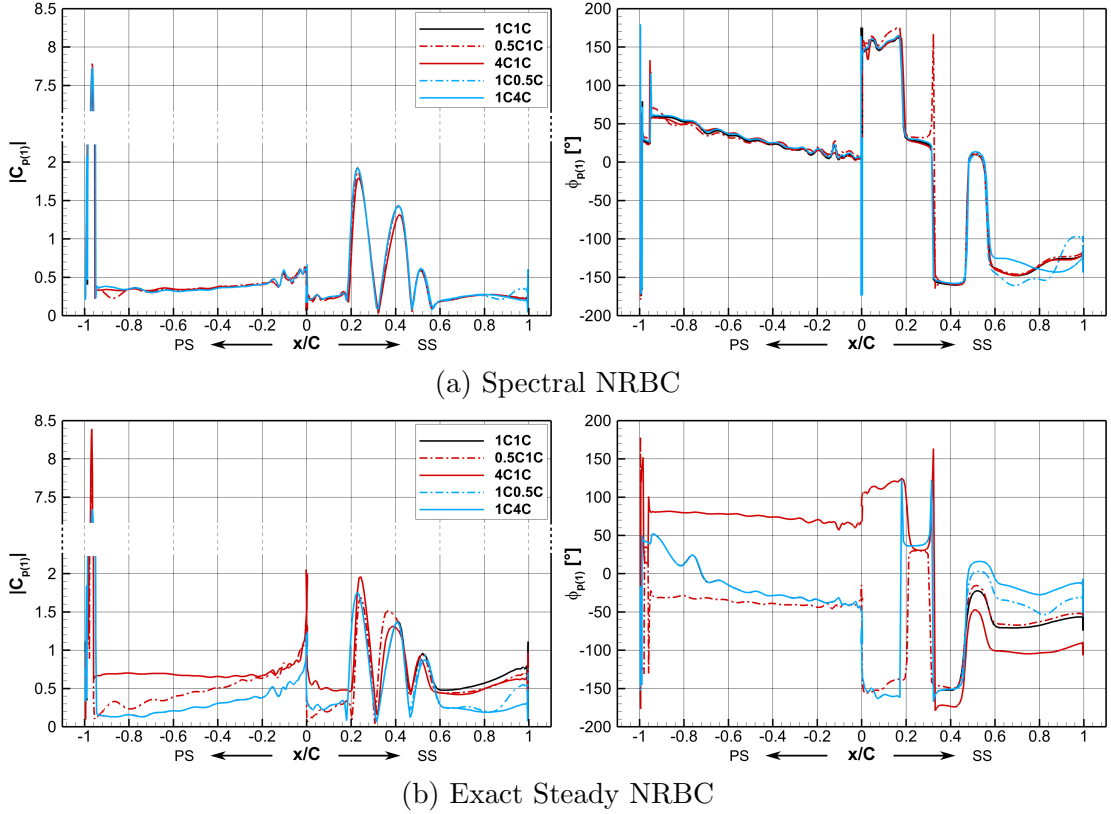 |C_p(1)|
8.5
8
7.5
2
1.5
1
0.5
0
1C1C
0.5C1C
4C1C
1C0.5C
1C4C
-1 -0.8 -0.6 -0.4 -0.2 0 0.2 0.4 0.6 0.8 1
PS x/C SS
ϕ_p(1) [°]
200
150
100
50
0
-50
-100
-150
-200
-1 -0.8 -0.6 -0.4 -0.2 0 0.2 0.4 0.6 0.8 1
PS x/C SS
(a) Spectral NRBC
|C_p(1)|
8.5
8
7.5
2
1.5
1
0.5
0
1C1C
0.5C1C
4C1C
1C0.5C
1C4C
-1 -0.8 -0.6 -0.4 -0.2 0 0.2 0.4 0.6 0.8 1
PS x/C SS
ϕ_p(1) [°]
200
150
100
50
0
-50
-100
-150
-200
-1 -0.8 -0.6 -0.4 -0.2 0 0.2 0.4 0.6 0.8 1
PS x/C SS
(b) Exact Steady NRBC